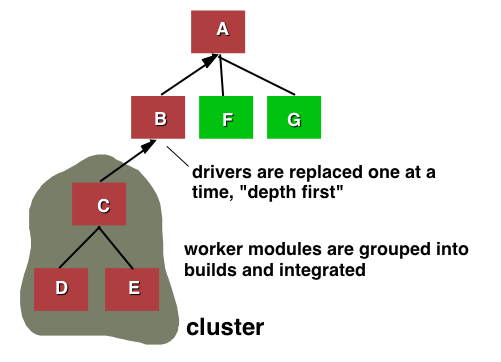 A
B
F
G
drivers are replaced one at a
time, "depth first"
C
worker modules are grouped into
builds and integrated
D
E
cluster